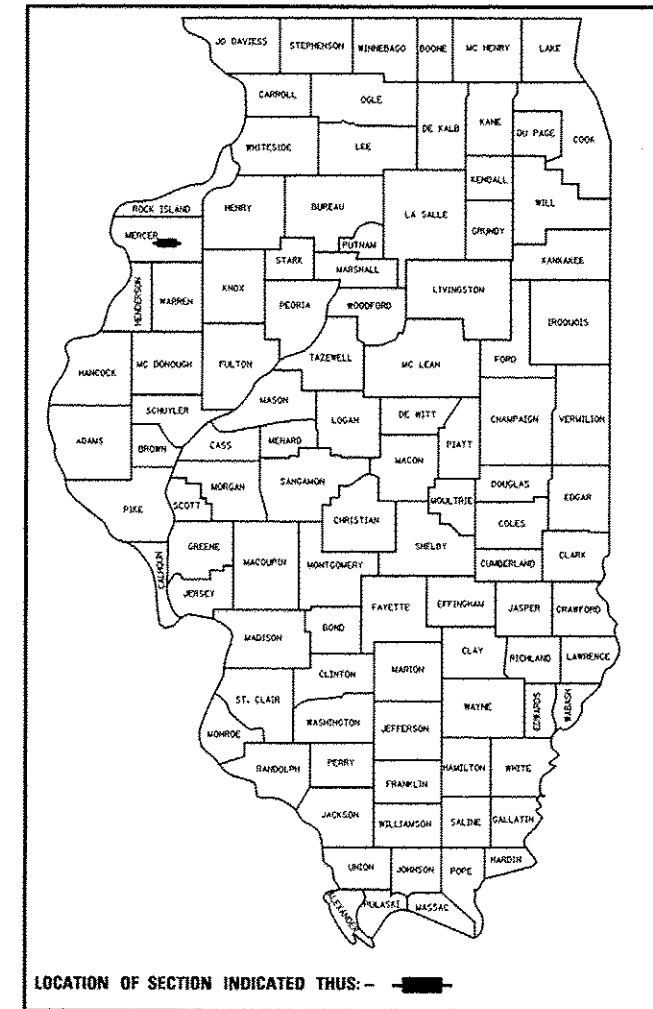 JO DAVIESS STEPHENSON WINNEBAGO BOONE MC HENRY LAKE
CARROLL OGLE DE KALB KANE DU PAGE COOK
WHITESIDE LEE
KENDALL WILL
ROCK ISLAND HENRY BUREAU LA SALLE GRUNDY
MERCER PUTNAM KANKAKEE
STARK MARSHALL
HENDERSON WARREN KNOX PEORIA WOODFORD LIVINGSTON IROQUOIS
HANCOCK MC DONOUGH FULTON TAZEWELL MC LEAN FORD
MASON
SCHUYLER LOGAN DE WITT CHAMPAIGN VERMILION
ADAMS BROWN CASS MENARD MACON PIATT
MORGAN SANGAMON DOUGLAS EDGAR
PIKE SCOTT CHRISTIAN MOULTRIE COLES
GREENE MACOUPIN MONTGOMERY SHELBY CUMBERLAND CLARK
CALHOUN JERSEY
FAYETTE EFFINGHAM JASPER CRAWFORD
MADISON BOND
CLAY RICHLAND LAWRENCE
CLINTON MARION
ST. CLAIR WAYNE EDWARDS WABASH
WASHINGTON JEFFERSON
MONROE
RANDOLPH PERRY HAMILTON WHITE
FRANKLIN
JACKSON WILLIAMSON SALINE GALLATIN
UNION JOHNSON POPE HARDIN
ALEXANDER PULASKI MASSAC
LOCATION OF SECTION INDICATED THUS:-